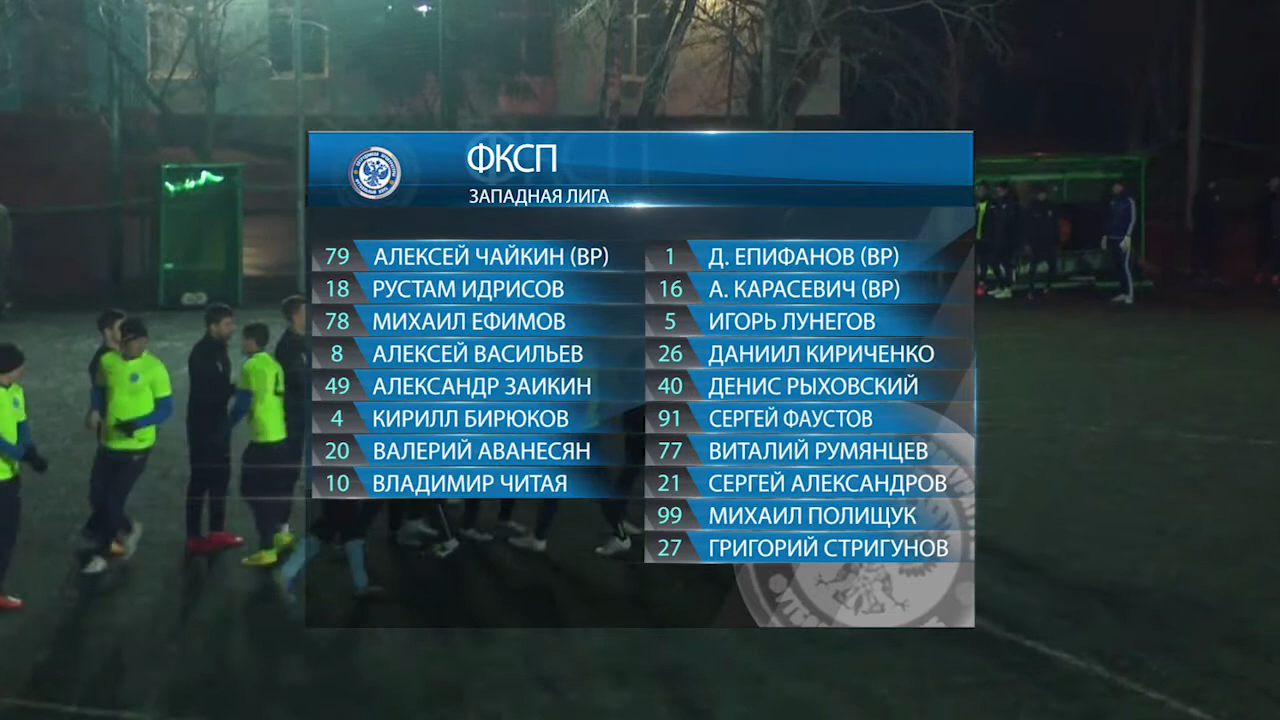 ФКСП
ЗАПАДНАЯ ЛИГА
79 АЛЕКСЕЙ ЧАЙКИН (ВР)
18 РУСТАМ ИДРИСОВ
78 МИХАИЛ ЕФИМОВ
8 АЛЕКСЕЙ ВАСИЛЬЕВ
49 АЛЕКСАНДР ЗАИКИН
4 КИРИЛЛ БИРЮКОВ
20 ВАЛЕРИЙ АВАНЕСЯН
10 ВЛАДИМИР ЧИТАЯ
1 Д. ЕПИФАНОВ (ВР)
16 А. КАРАСЕВИЧ (ВР)
5 ИГОРЬ ЛУНЕГОВ
26 ДАНИИЛ КИРИЧЕНКО
40 ДЕНИС РЫХОВСКИЙ
91 СЕРГЕЙ ФАУСТОВ
77 ВИТАЛИЙ РУМЯНЦЕВ
21 СЕРГЕЙ АЛЕКСАНДРОВ
99 МИХАИЛ ПОЛИЩУК
27 ГРИГОРИЙ СТРИГУНОВ